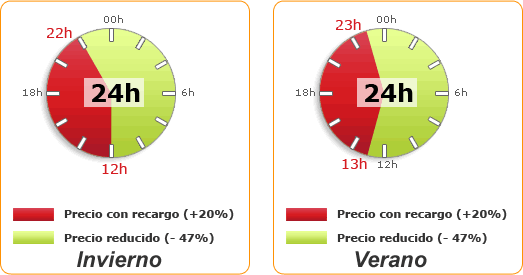 00h
22h
24h
18h
6h
12h
Precio con recargo (+20%)
Precio reducido (- 47%)
Invierno
00h
23h
24h
18h
6h
13h
12h
Precio con recargo (+20%)
Precio reducido (- 47%)
Verano